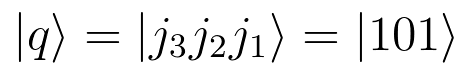 |q⟩ = |j₃j₂j₁⟩ = |101⟩